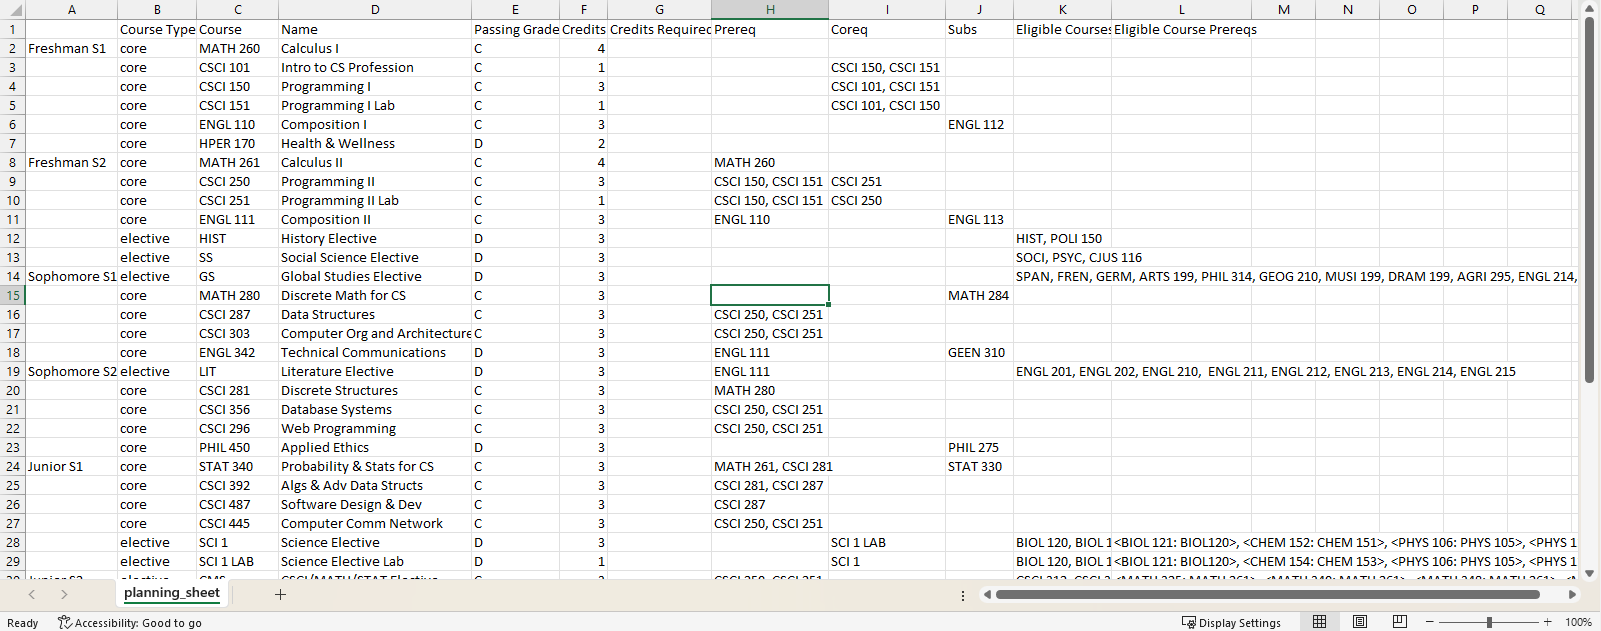 A B C D E F G H I J K L M N O P Q
1 Course Type Course Name Passing Grade Credits Credits Required Prereq Coreq Subs Eligible Courses Eligible Course Prereqs
2 Freshman S1 core MATH 260 Calculus I C 4
3 core CSCI 101 Intro to CS Profession C 1 CSCI 150, CSCI 151
4 core CSCI 150 Programming I C 3 CSCI 101, CSCI 151
5 core CSCI 151 Programming I Lab C 1 CSCI 101, CSCI 150
6 core ENGL 110 Composition I C 3 ENGL 112
7 core HPER 170 Health & Wellness D 2
8 Freshman S2 core MATH 261 Calculus II C 4 MATH 260
9 core CSCI 250 Programming II C 3 CSCI 150, CSCI 151 CSCI 251
10 core CSCI 251 Programming II Lab C 1 CSCI 150, CSCI 151 CSCI 250
11 core ENGL 111 Composition II C 3 ENGL 110 ENGL 113
12 elective HIST History Elective D 3 HIST, POLI 150
13 elective SS Social Science Elective D 3 SOCI, PSYC, CJUS 116
14 Sophomore S1 elective GS Global Studies Elective D 3 SPAN, FREN, GERM, ARTS 199, PHIL 314, GEOG 210, MUSI 199, DRAM 199, AGRI 295, ENGL 214,
15 core MATH 280 Discrete Math for CS C 3 MATH 284
16 core CSCI 287 Data Structures C 3 CSCI 250, CSCI 251
17 core CSCI 303 Computer Org and Architecture C 3 CSCI 250, CSCI 251
18 core ENGL 342 Technical Communications D 3 ENGL 111 GEEN 310
19 Sophomore S2 elective LIT Literature Elective D 3 ENGL 111 ENGL 201, ENGL 202, ENGL 210, ENGL 211, ENGL 212, ENGL 213, ENGL 214, ENGL 215
20 core CSCI 281 Discrete Structures C 3 MATH 280
21 core CSCI 356 Database Systems C 3 CSCI 250, CSCI 251
22 core CSCI 296 Web Programming C 3 CSCI 250, CSCI 251
23 core PHIL 450 Applied Ethics D 3 PHIL 275
24 Junior S1 core STAT 340 Probability & Stats for CS C 3 MATH 261, CSCI 281 STAT 330
25 core CSCI 392 Algs & Adv Data Structs C 3 CSCI 281, CSCI 287
26 core CSCI 487 Software Design & Dev C 3 CSCI 287
27 core CSCI 445 Computer Comm Network C 3 CSCI 250, CSCI 251
28 elective SCI 1 Science Elective D 3 SCI 1 LAB BIOL 120, BIOL 1 <BIOL 121: BIOL120>, <CHEM 152: CHEM 151>, <PHYS 106: PHYS 105>, <PHYS 1
29 elective SCI 1 LAB Science Elective Lab D 1 SCI 1 BIOL 120, BIOL 1 <BIOL 121: BIOL120>, <CHEM 154: CHEM 153>, <PHYS 106: PHYS 105>, <PHYS 1
planning_sheet
Ready Accessibility: Good to go Display Settings 100%